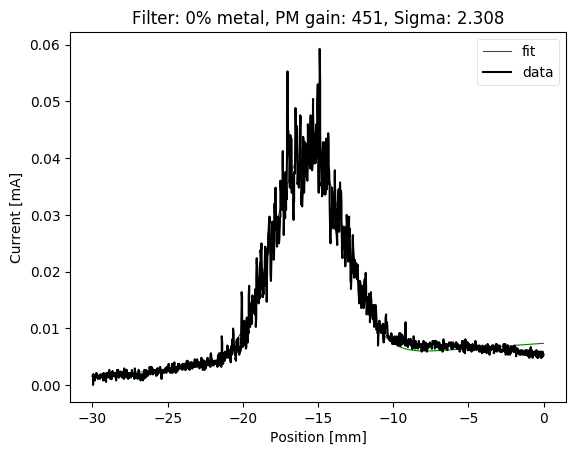 Filter: 0% metal, PM gain: 451, Sigma: 2.308
fit
data
0.06
0.05
0.04
0.03
0.02
0.01
0.00
Current [mA]
−30
−25
−20
−15
−10
−5
0
Position [mm]